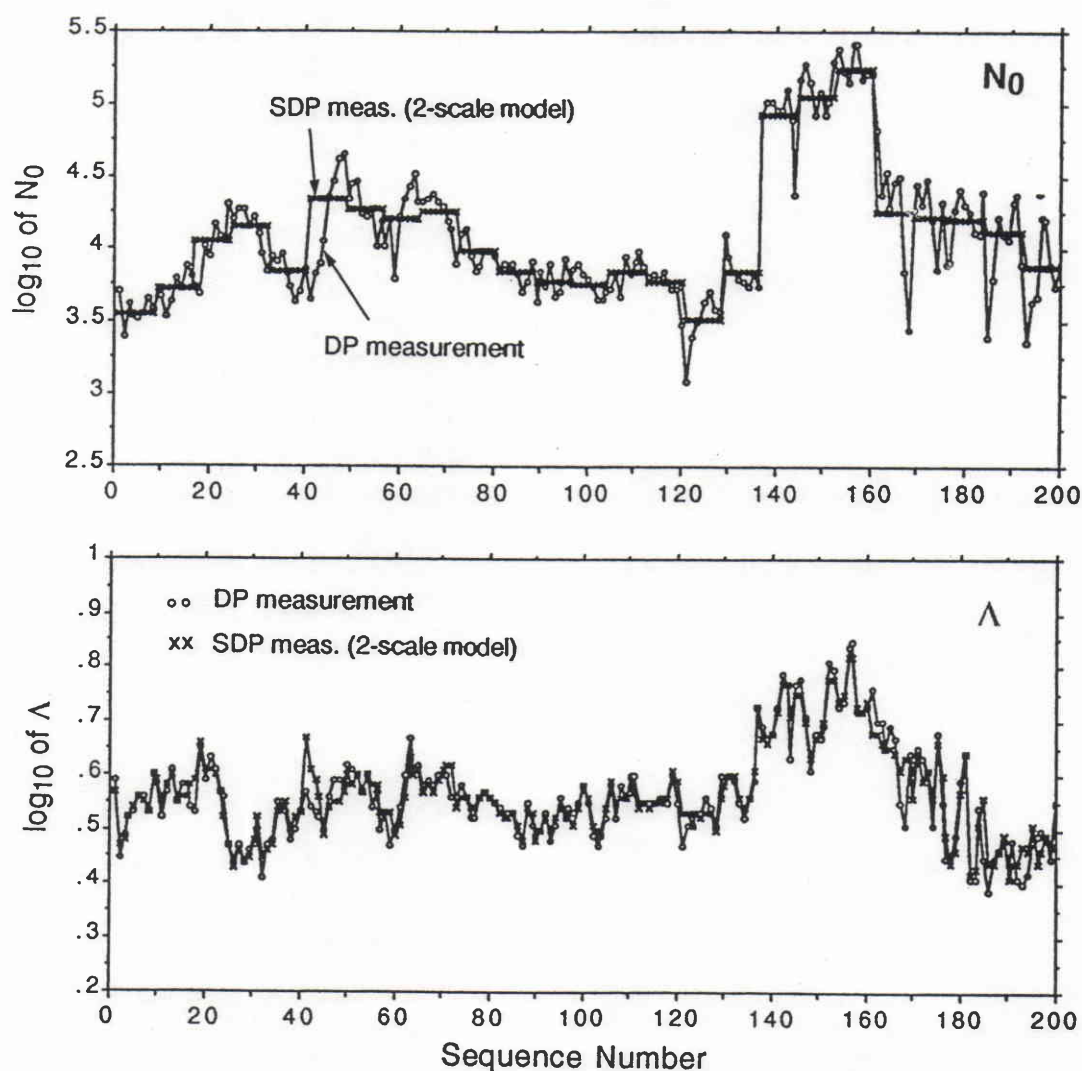 5.5
5
4.5
4
3.5
3
2.5
log10 of N0
N0
SDP meas. (2-scale model)
DP measurement
0 20 40 60 80 100 120 140 160 180 200
1
.9
.8
.7
.6
.5
.4
.3
.2
log10 of Λ
Λ
DP measurement
SDP meas. (2-scale model)
0 20 40 60 80 100 120 140 160 180 200
Sequence Number